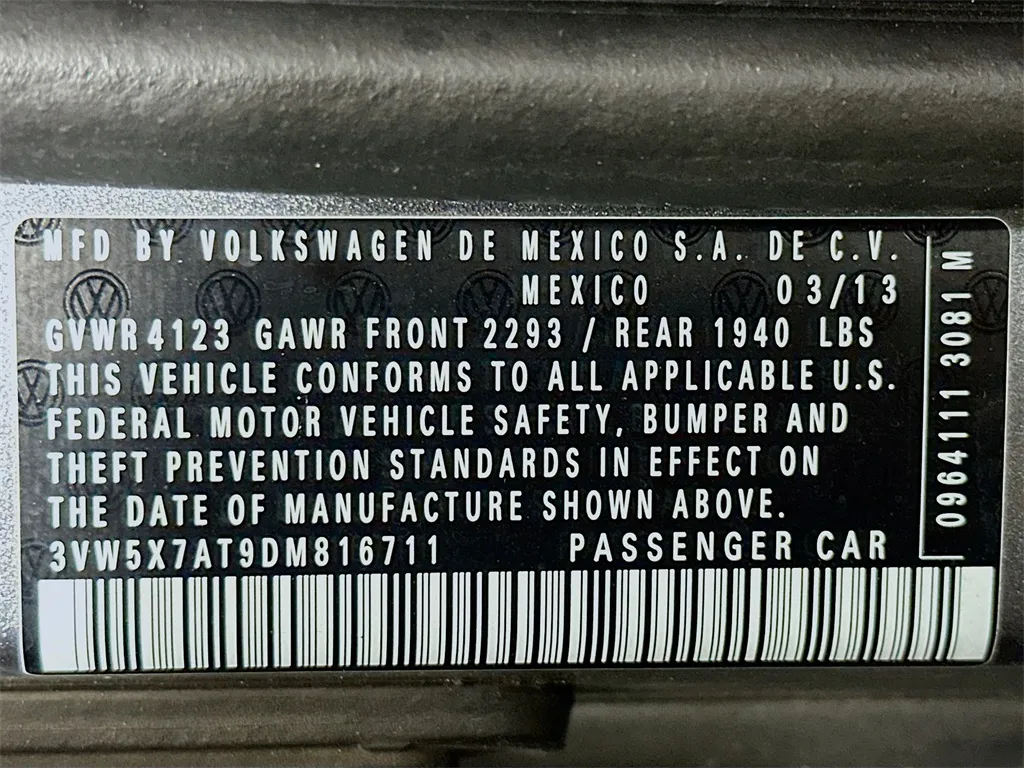 MFD BY VOLKSWAGEN DE MEXICO S.A. DE C.V.
MEXICO 03/13
GVWR 4123 GAWR FRONT 2293 / REAR 1940 LBS
THIS VEHICLE CONFORMS TO ALL APPLICABLE U.S.
FEDERAL MOTOR VEHICLE SAFETY, BUMPER AND
THEFT PREVENTION STANDARDS IN EFFECT ON
THE DATE OF MANUFACTURE SHOWN ABOVE.
3VW5X7AT9DM816711 PASSENGER CAR
0964111 3081 M